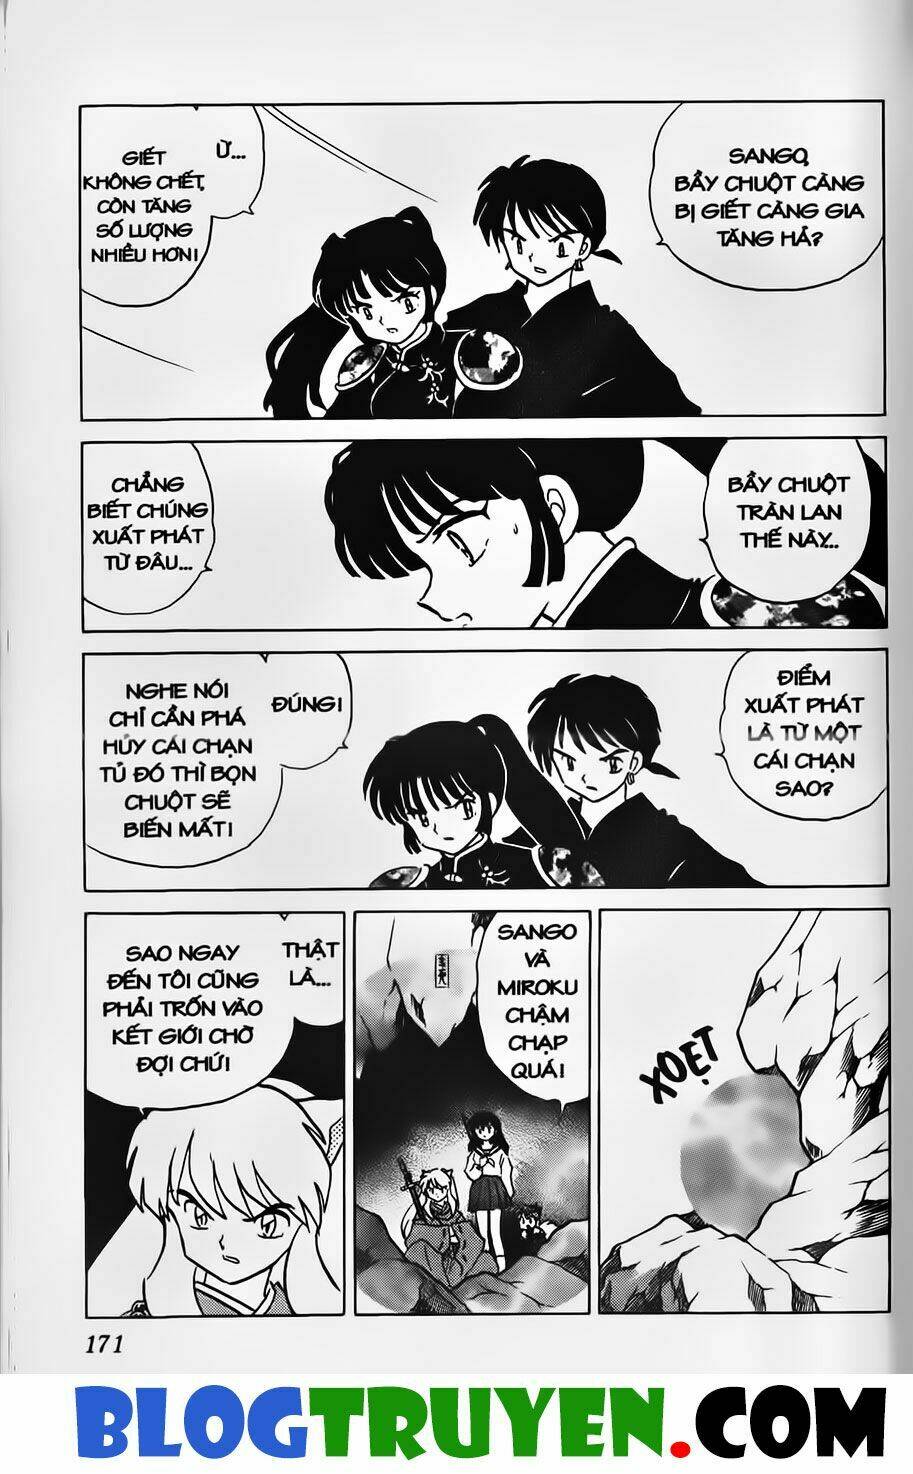 SANGO,
BẦY CHUỘT CÀNG
BỊ GIẾT CÀNG GIA
TĂNG HẢ?
Ừ...
GIẾT
KHÔNG CHẾT,
CÒN TĂNG
SỐ LƯỢNG
NHIỀU HƠN!
BẦY CHUỘT
TRÀN LAN
THẾ NÀY...
CHẲNG
BIẾT CHÚNG
XUẤT PHÁT
TỪ ĐÂU...
ĐIỂM
XUẤT PHÁT
LÀ TỪ MỘT
CÁI CHẠN
SAO?
ĐÚNG!
NGHE NÓI
CHỈ CẦN PHÁ
HỦY CÁI CHẠN
TỦ ĐÓ THÌ BỌN
CHUỘT SẼ
BIẾN MẤT!
XOẸT
SANGO
VÀ
MIROKU
CHẬM
CHẠP
QUÁ!
THẬT
LÀ...
SAO NGAY
ĐẾN TÔI CŨNG
PHẢI TRỐN VÀO
KẾT GIỚI CHỜ
ĐỢI CHỨ!
171
BLOGTRUYEN.COM